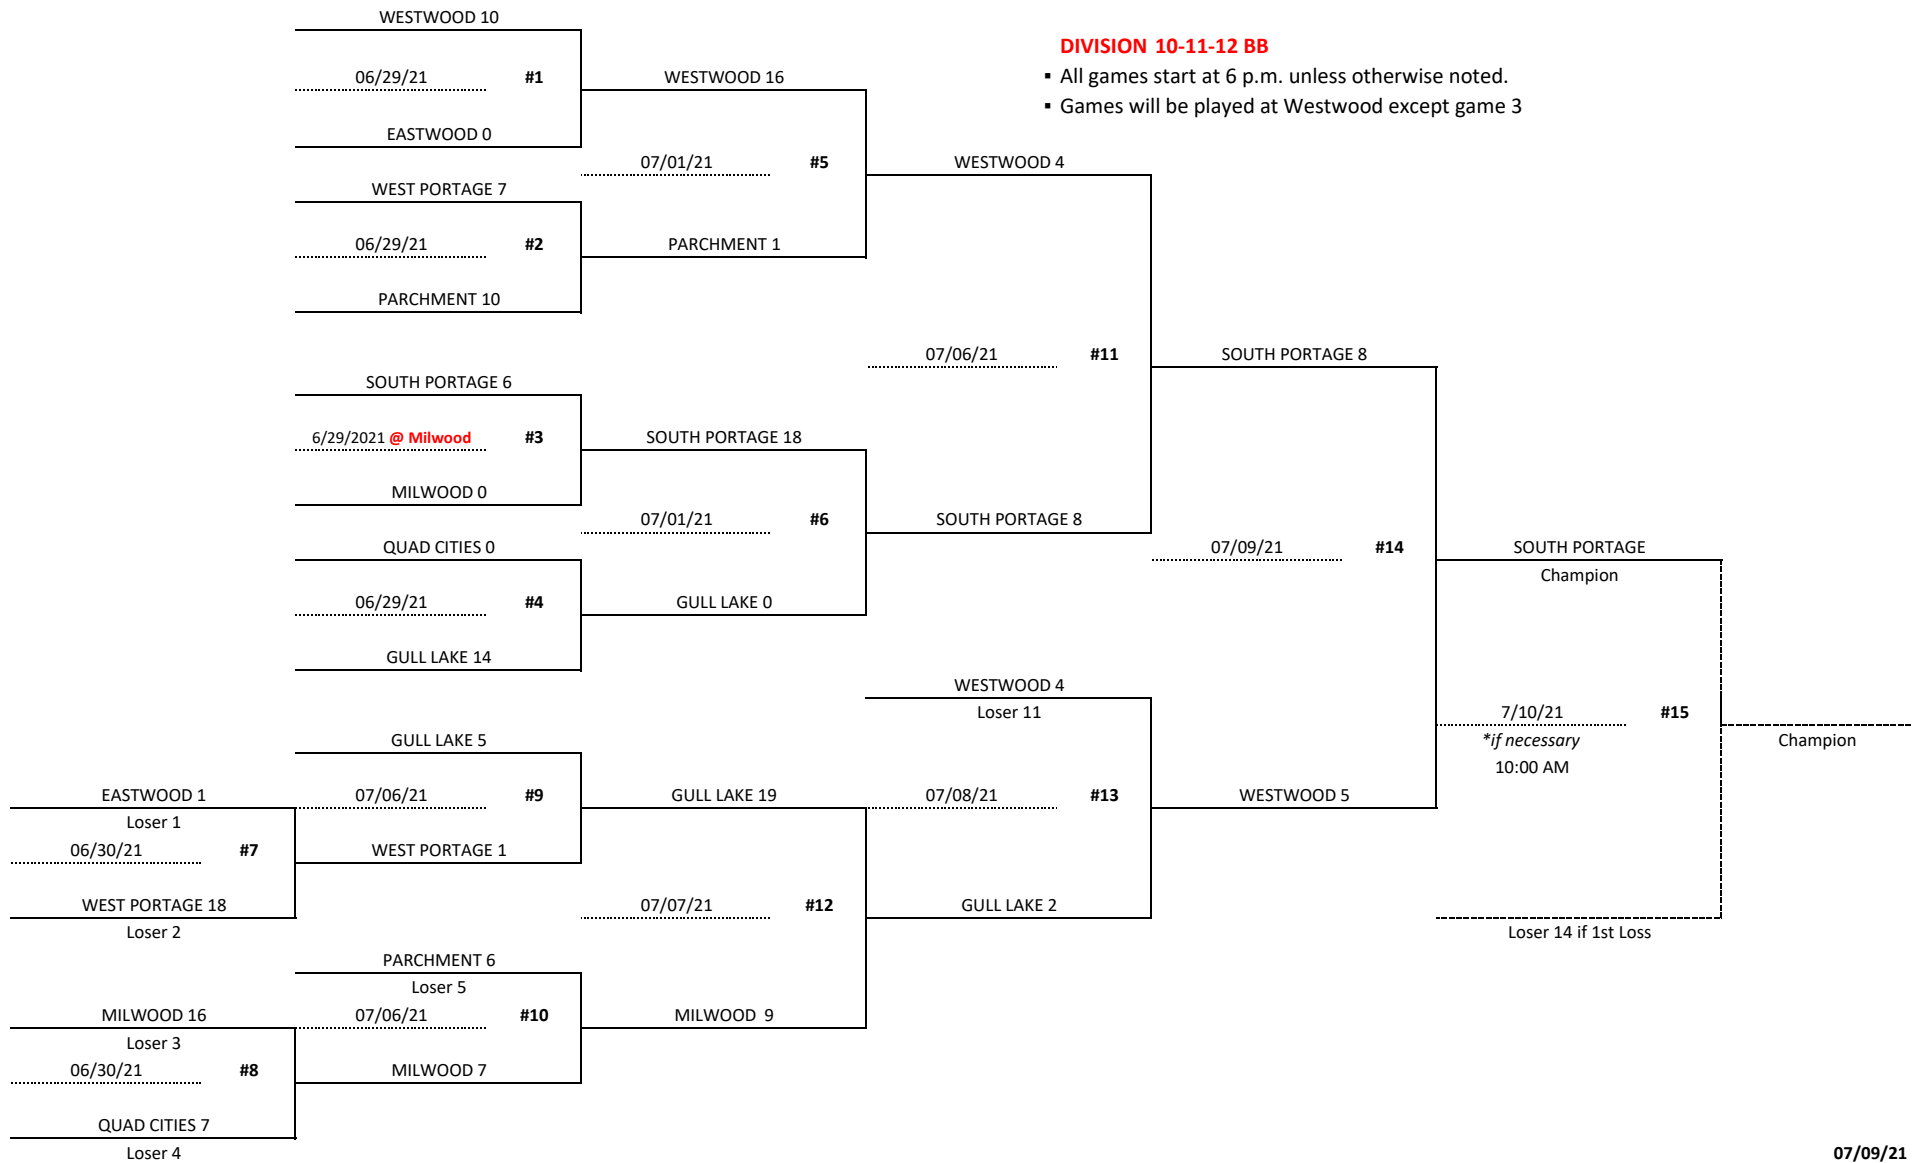 WESTWOOD 10
DIVISION 10-11-12 BB
▪ All games start at 6 p.m. unless otherwise noted.
▪ Games will be played at Westwood except game 3
06/29/21 #1
WESTWOOD 16
EASTWOOD 0
07/01/21 #5
WESTWOOD 4
WEST PORTAGE 7
06/29/21 #2
PARCHMENT 1
PARCHMENT 10
07/06/21 #11
SOUTH PORTAGE 8
SOUTH PORTAGE 6
6/29/2021 @ Milwood #3
SOUTH PORTAGE 18
MILWOOD 0
07/01/21 #6
SOUTH PORTAGE 8
QUAD CITIES 0
07/09/21 #14
SOUTH PORTAGE
Champion
06/29/21 #4
GULL LAKE 0
GULL LAKE 14
WESTWOOD 4
Loser 11
7/10/21 #15
*if necessary
10:00 AM
Champion
GULL LAKE 5
EASTWOOD 1
Loser 1
07/06/21 #9
GULL LAKE 19
07/08/21 #13
WESTWOOD 5
06/30/21 #7
WEST PORTAGE 1
WEST PORTAGE 18
Loser 2
07/07/21 #12
GULL LAKE 2
Loser 14 if 1st Loss
PARCHMENT 6
Loser 5
MILWOOD 16
Loser 3
07/06/21 #10
MILWOOD 9
06/30/21 #8
MILWOOD 7
QUAD CITIES 7
Loser 4
07/09/21